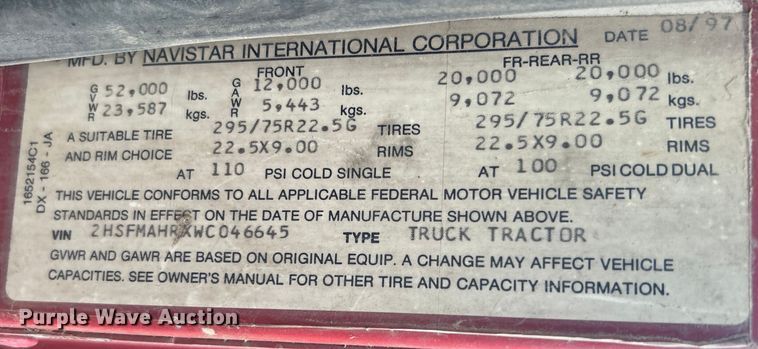 MFD. BY NAVISTAR INTERNATIONAL CORPORATION DATE 08/97
FRONT FR-REAR-RR
GVWR 52,000 lbs. GAWR 12,000 lbs. 20,000 20,000 lbs.
23,587 kgs. 5,443 kgs. 9,072 9,072 kgs.
A SUITABLE TIRE 295/75R22.5G TIRES 295/75R22.5G TIRES
AND RIM CHOICE 22.5X9.00 RIMS 22.5X9.00 RIMS
AT 110 PSI COLD SINGLE AT 100 PSI COLD DUAL
THIS VEHICLE CONFORMS TO ALL APPLICABLE FEDERAL MOTOR VEHICLE SAFETY
STANDARDS IN EFFECT ON THE DATE OF MANUFACTURE SHOWN ABOVE.
VIN 2HSFMAHRXWC046645 TYPE TRUCK TRACTOR
GVWR AND GAWR ARE BASED ON ORIGINAL EQUIP. A CHANGE MAY AFFECT VEHICLE
CAPACITIES. SEE OWNER'S MANUAL FOR OTHER TIRE AND CAPACITY INFORMATION.
1652154C1
DX - 166 - JA
Purple Wave Auction